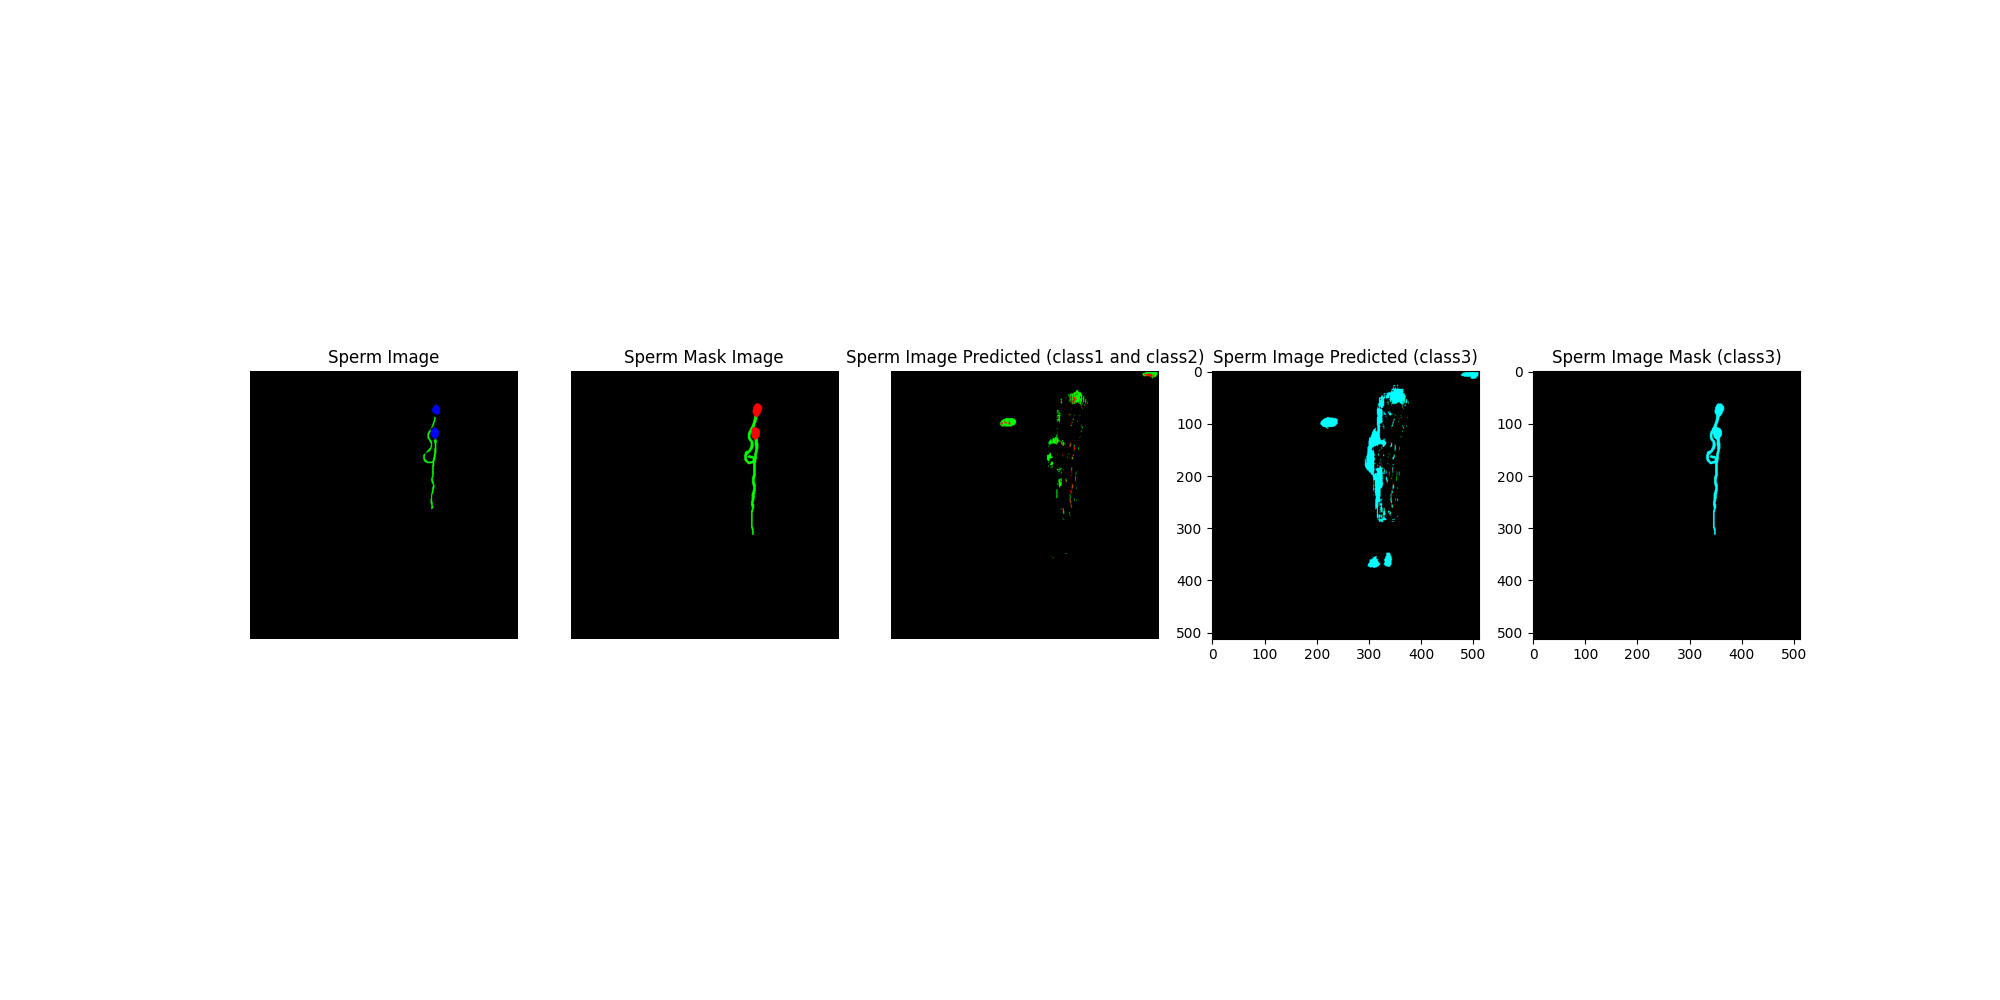 Sperm Image
Sperm Mask Image
Sperm Image Predicted (class1 and class2)
Sperm Image Predicted (class3)
Sperm Image Mask (class3)
0
100
200
300
400
500
0 100 200 300 400 500
0
100
200
300
400
500
0 100 200 300 400 500